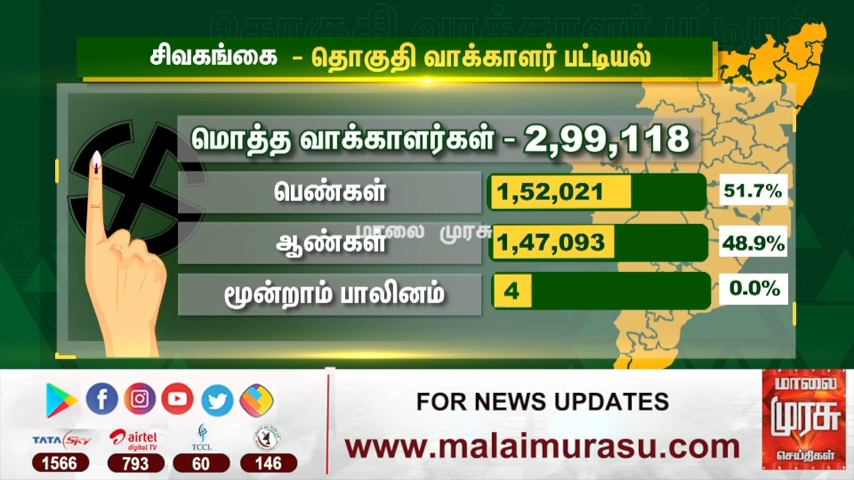 சிவகங்கை - தொகுதி வாக்காளர் பட்டியல்
மொத்த வாக்காளர்கள் - 2,99,118
பெண்கள் 1,52,021 51.7%
மாலை முரசு
ஆண்கள் 1,47,093 48.9%
மூன்றாம் பாலினம் 4 0.0%
FOR NEWS UPDATES
www.malaimurasu.com
TATA SKY airtel digital TV TCCL
1566 793 60 146
மாலை
முரசு
செய்திகள்